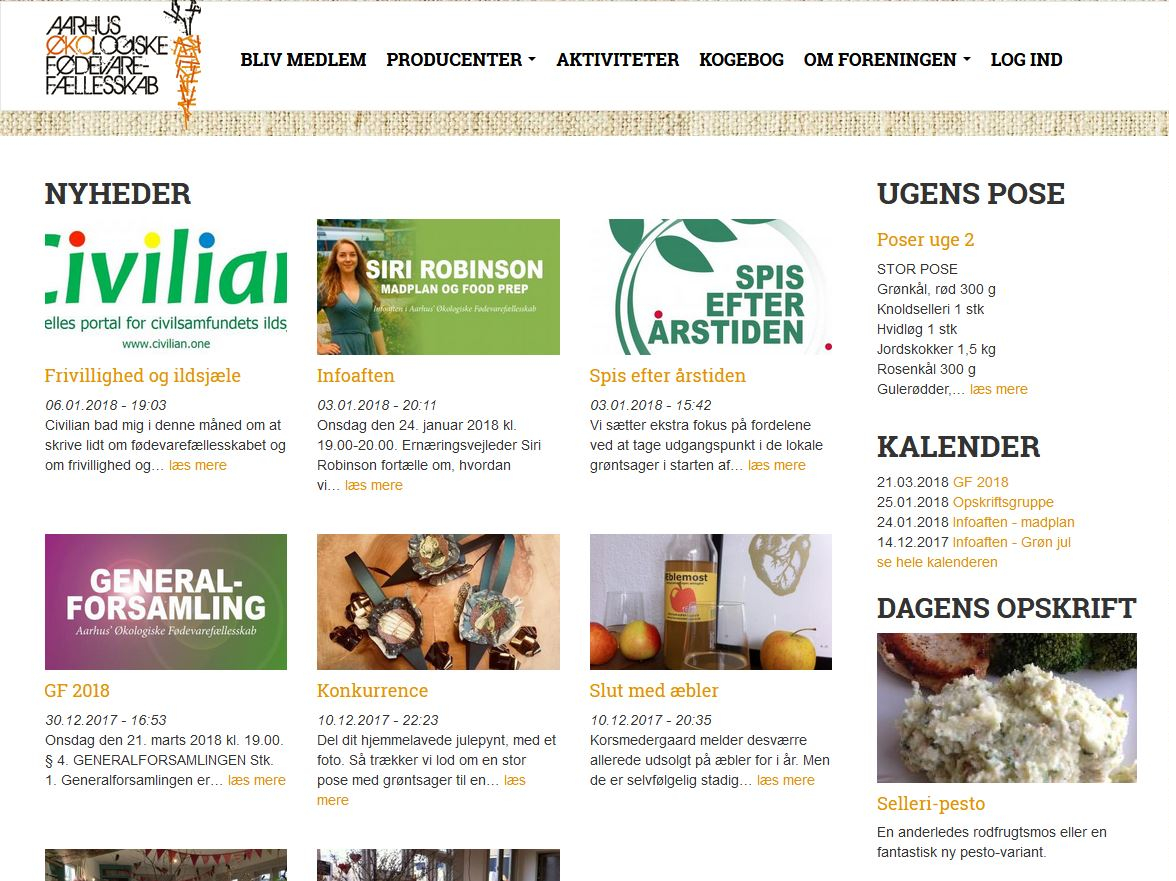 AARHUS
ØKOLOGISKE
FØDEVARE-
FÆLLESSKAB
BLIV MEDLEM
PRODUCENTER
AKTIVITETER
KOGEBOG
OM FORENINGEN
LOG IND
NYHEDER
Civilian
elles portal for civilsamfundets ildsj
www.civilian.one
Frivillighed og ildsjæle
06.01.2018 - 19:03
Civilian bad mig i denne måned om at
skrive lidt om fødevarefællesskabet og
om frivillighed og… læs mere
SIRI ROBINSON
MADPLAN OG FOOD PREP
Infoaften i Aarhus' Økologiske Fødevarefællesskab
Infoaften
03.01.2018 - 20:11
Onsdag den 24. januar 2018 kl.
19.00-20.00. Ernæringsvejleder Siri
Robinson fortælle om, hvordan
vi… læs mere
SPIS
EFTER
ÅRSTIDEN
Spis efter årstiden
03.01.2018 - 15:42
Vi sætter ekstra fokus på fordelene
ved at tage udgangspunkt i de lokale
grøntsager i starten af… læs mere
GENERAL-
FORSAMLING
Aarhus' Økologiske Fødevarefællesskab
GF 2018
30.12.2017 - 16:53
Onsdag den 21. marts 2018 kl. 19.00.
§ 4. GENERALFORSAMLINGEN Stk.
1. Generalforsamlingen er… læs mere
Konkurrence
10.12.2017 - 22:23
Del dit hjemmelavede julepynt, med et
foto. Så trækker vi lod om en stor
pose med grøntsager til en… læs
mere
Eblemost
Slut med æbler
10.12.2017 - 20:35
Korsmedergaard melder desværre
allerede udsolgt på æbler for i år. Men
de er selvfølgelig stadig… læs mere
UGENS POSE
Poser uge 2
STOR POSE
Grønkål, rød 300 g
Knoldselleri 1 stk
Hvidløg 1 stk
Jordskokker 1,5 kg
Rosenkål 300 g
Gulerødder,… læs mere
KALENDER
21.03.2018 GF 2018
25.01.2018 Opskriftsgruppe
24.01.2018 Infoaften - madplan
14.12.2017 Infoaften - Grøn jul
se hele kalenderen
DAGENS OPSKRIFT
Selleri-pesto
En anderledes rodfrugtsmos eller en
fantastisk ny pesto-variant.